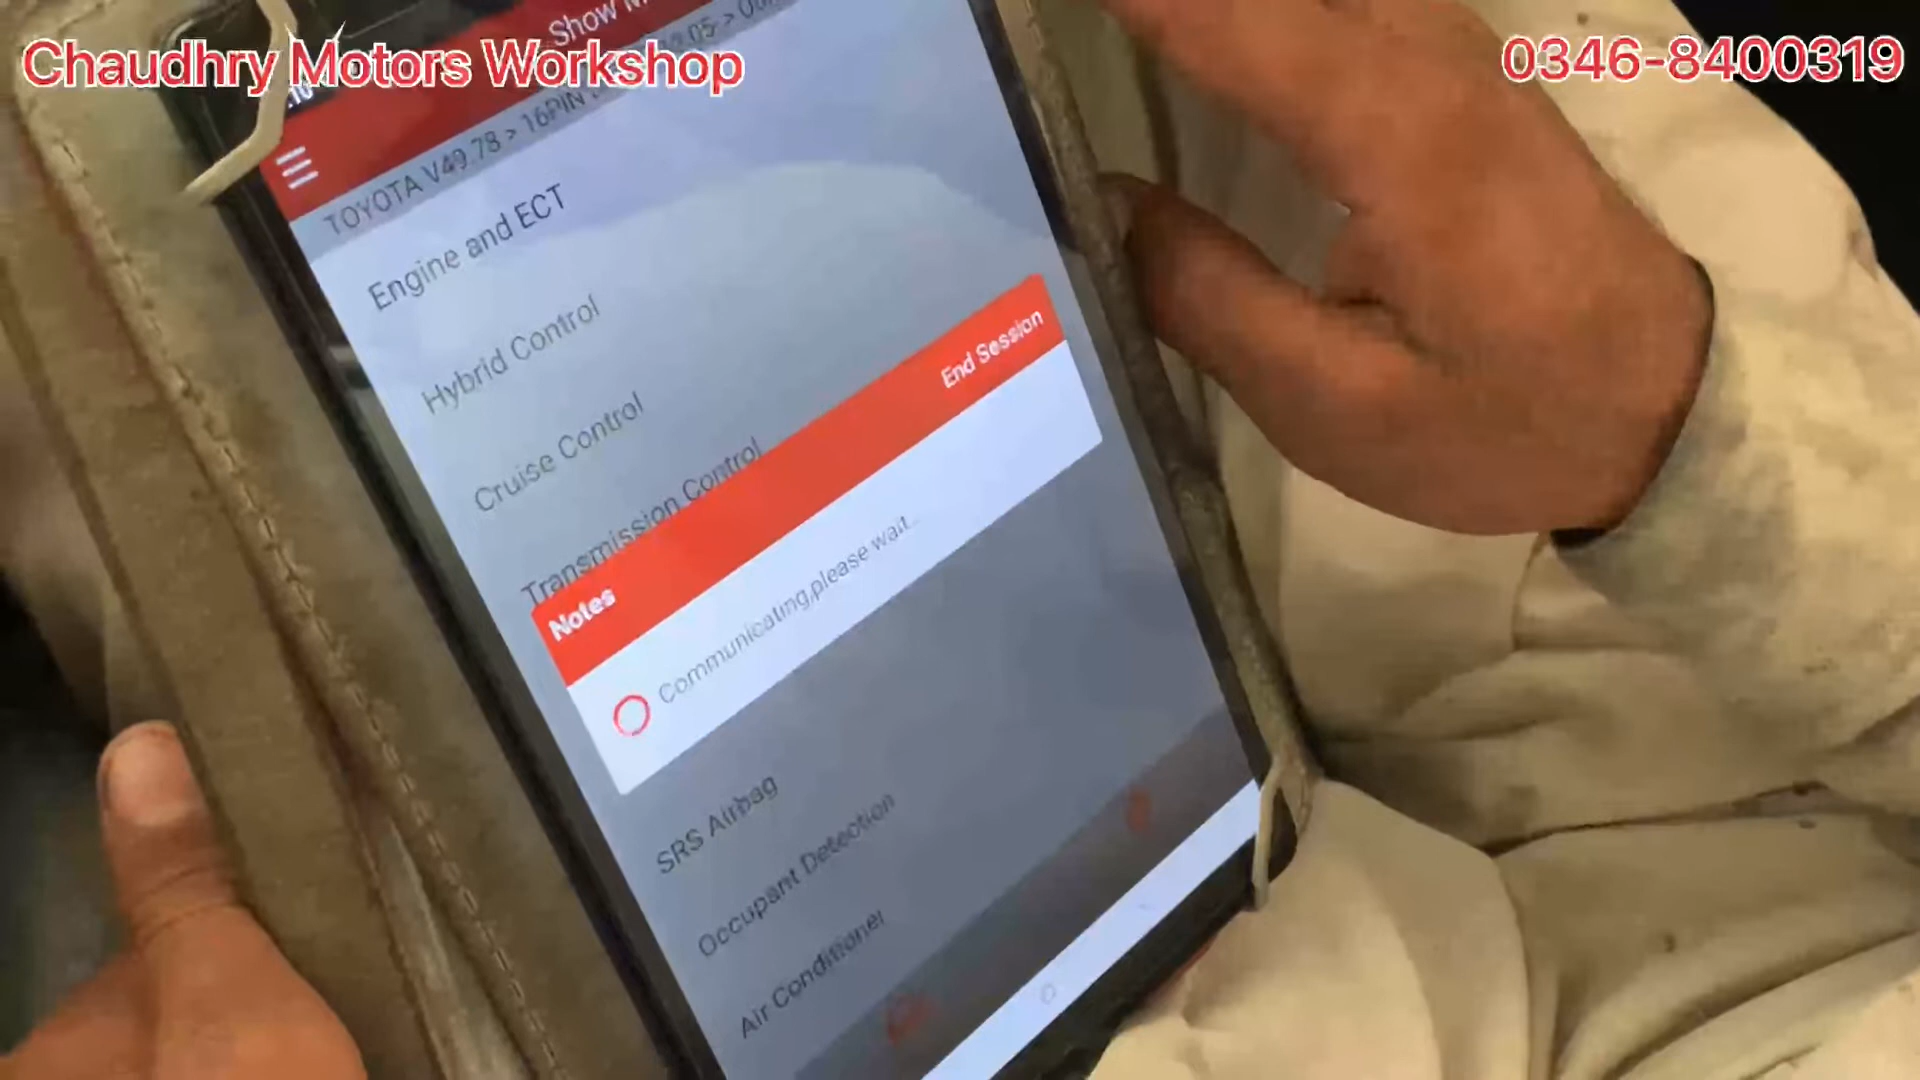 Chaudhry Motors Workshop
0346-8400319
Show
TOYOTA V49.78 > 16PIN
Engine and ECT
Hybrid Control
Cruise Control
Transmission Control
Notes
End Session
Communicating,please wait...
SRS Airbag
Occupant Detection
Air Conditioner